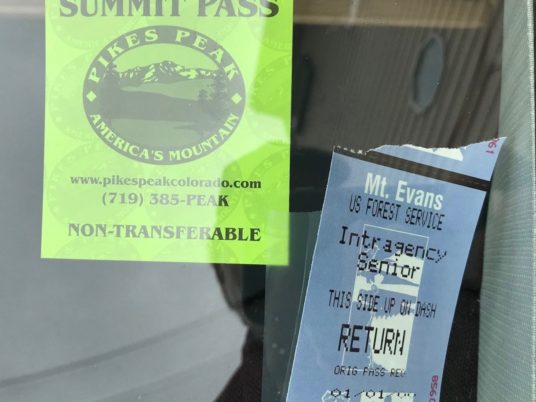 SUMMIT PASS
PIKES PEAK
AMERICA'S MOUNTAIN
www.pikespeakcolorado.com
(719) 385-PEAK
NON-TRANSFERABLE
Mt. Evans
US FOREST SERVICE
Intragency
Senior
THIS SIDE UP ON DASH
RETURN
ORIG PASS REV